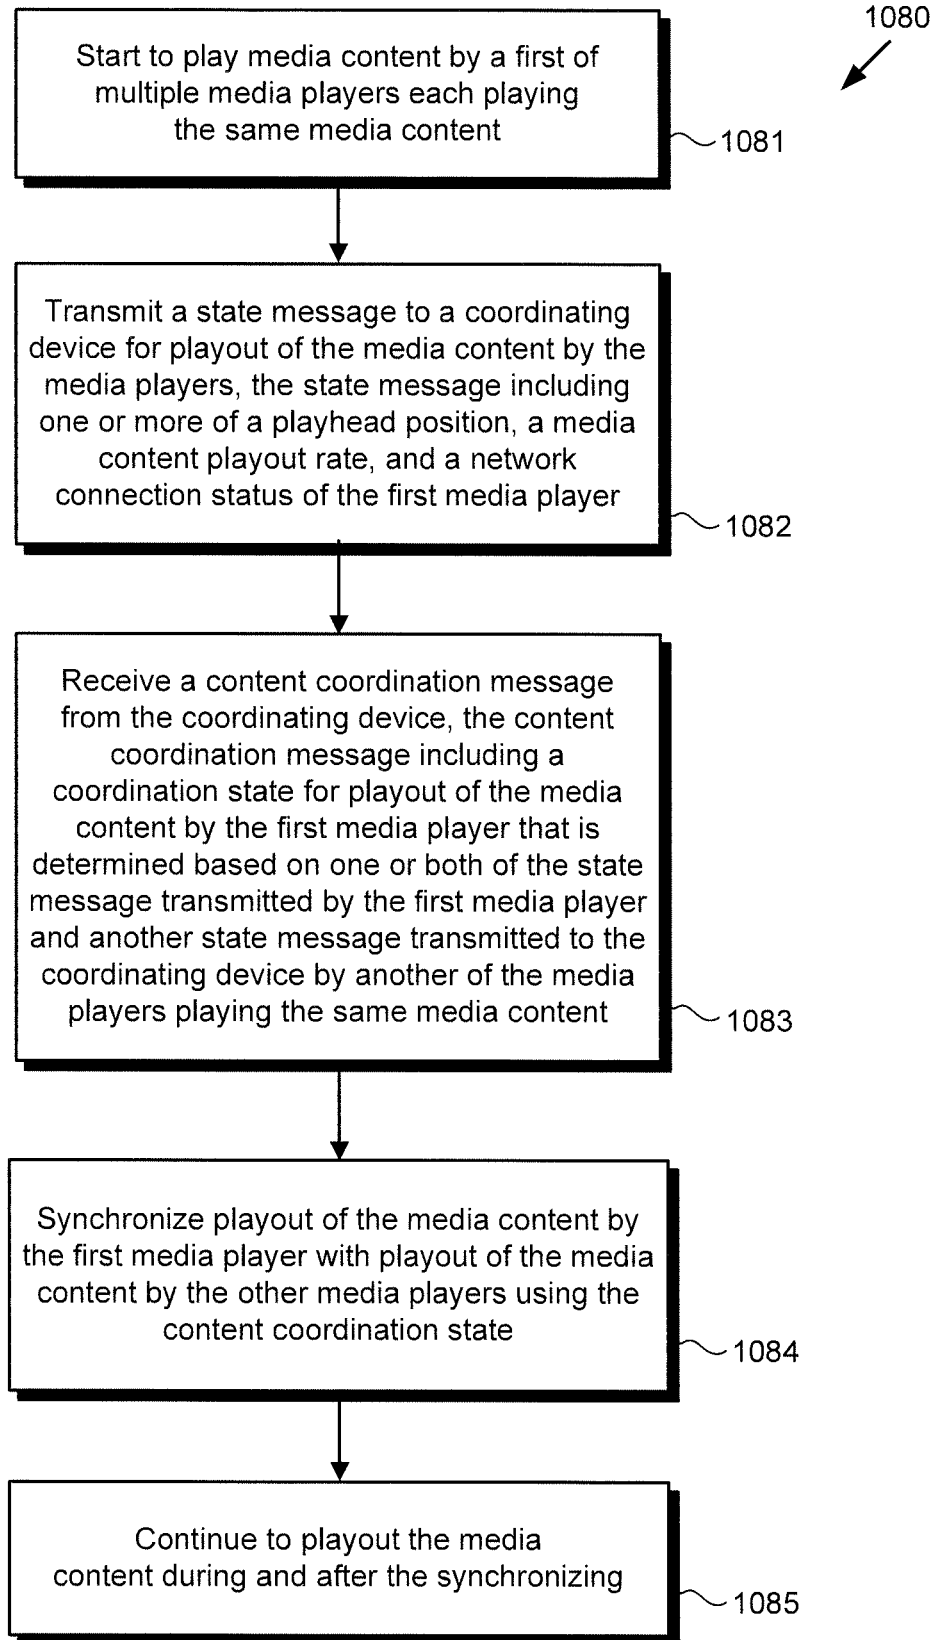 1080
Start to play media content by a first of
multiple media players each playing
the same media content
1081
Transmit a state message to a coordinating
device for playout of the media content by the
media players, the state message including
one or more of a playhead position, a media
content playout rate, and a network
connection status of the first media player
1082
Receive a content coordination message
from the coordinating device, the content
coordination message including a
coordination state for playout of the media
content by the first media player that is
determined based on one or both of the state
message transmitted by the first media player
and another state message transmitted to the
coordinating device by another of the media
players playing the same media content
1083
Synchronize playout of the media content by
the first media player with playout of the media
content by the other media players using the
content coordination state
1084
Continue to playout the media
content during and after the synchronizing
1085